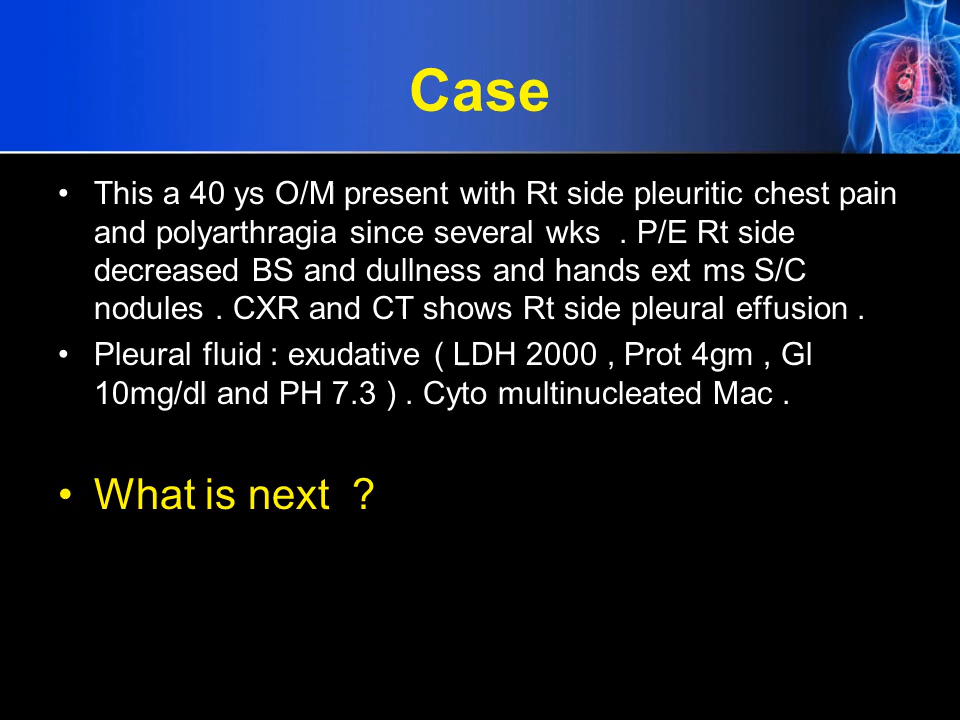 Case
• This a 40 ys O/M present with Rt side pleuritic chest pain
and polyarthragia since several wks . P/E Rt side
decreased BS and dullness and hands ext ms S/C
nodules . CXR and CT shows Rt side pleural effusion .
• Pleural fluid : exudative ( LDH 2000 , Prot 4gm , Gl
10mg/dl and PH 7.3 ) . Cyto multinucleated Mac .
• What is next ?